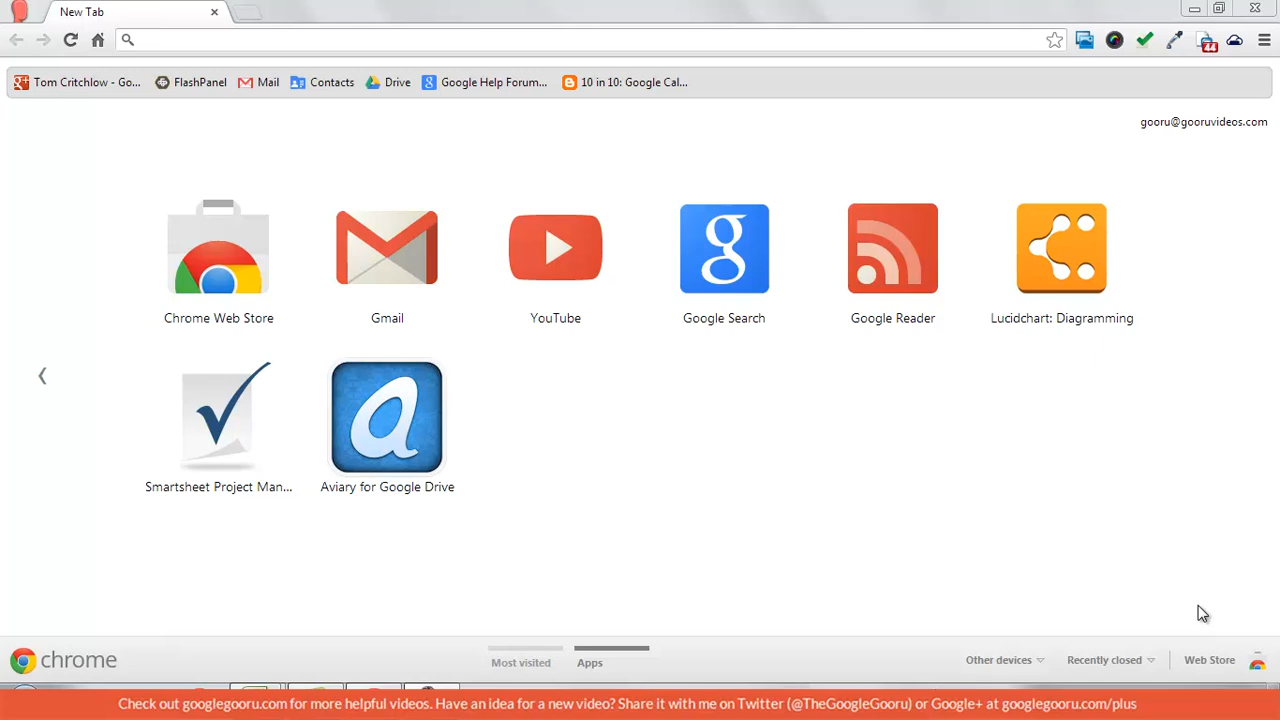 New Tab
Tom Critchlow - Go... FlashPanel Mail Contacts Drive Google Help Forum... 10 in 10: Google Cal...
44
gooru@gooruvideos.com
Chrome Web Store Gmail YouTube Google Search Google Reader Lucidchart: Diagramming
Smartsheet Project Man... Aviary for Google Drive
chrome Most visited Apps Other devices Recently closed Web Store
Check out googlegooru.com for more helpful videos. Have an idea for a new video? Share it with me on Twitter (@TheGoogleGooru) or Google+ at googlegooru.com/plus